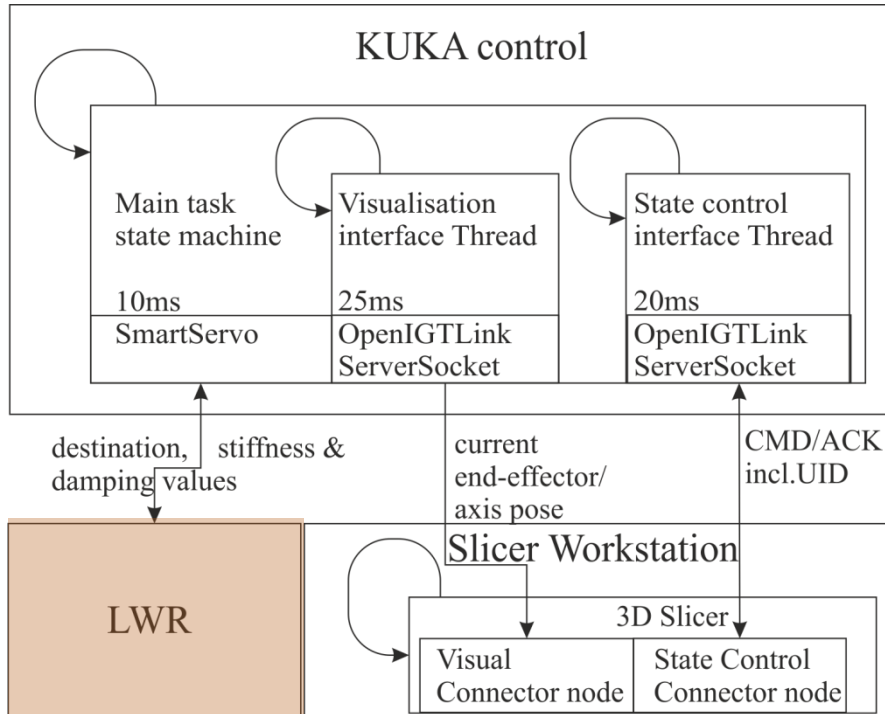 KUKA control
Main task
state machine
10ms
SmartServo
Visualisation
interface Thread
25ms
OpenIGTLink
ServerSocket
State control
interface Thread
20ms
OpenIGTLink
ServerSocket
destination, stiffness &
damping values
current
end-effector/
axis pose
CMD/ACK
incl.UID
LWR
Slicer Workstation
3D Slicer
Visual
Connector node
State Control
Connector node